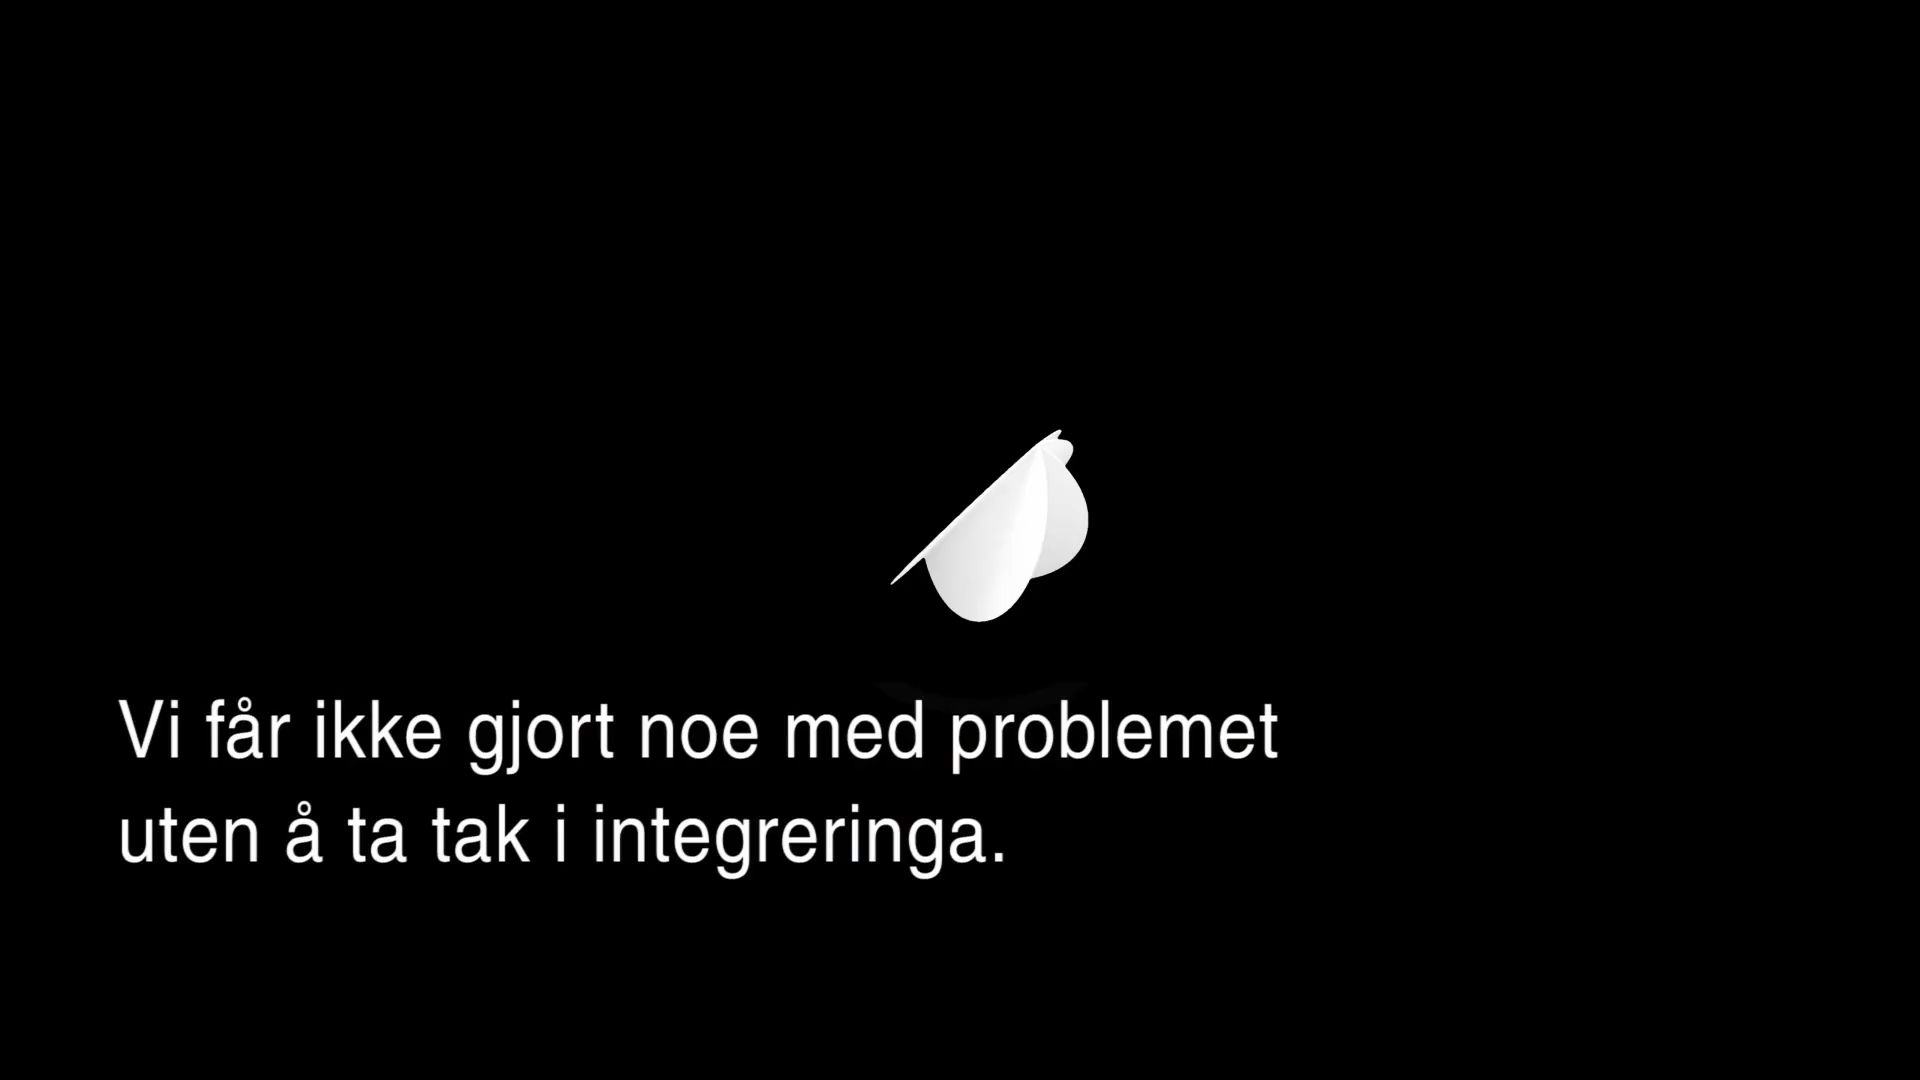 Vi får ikke gjort noe med problemet
uten å ta tak i integreringa.